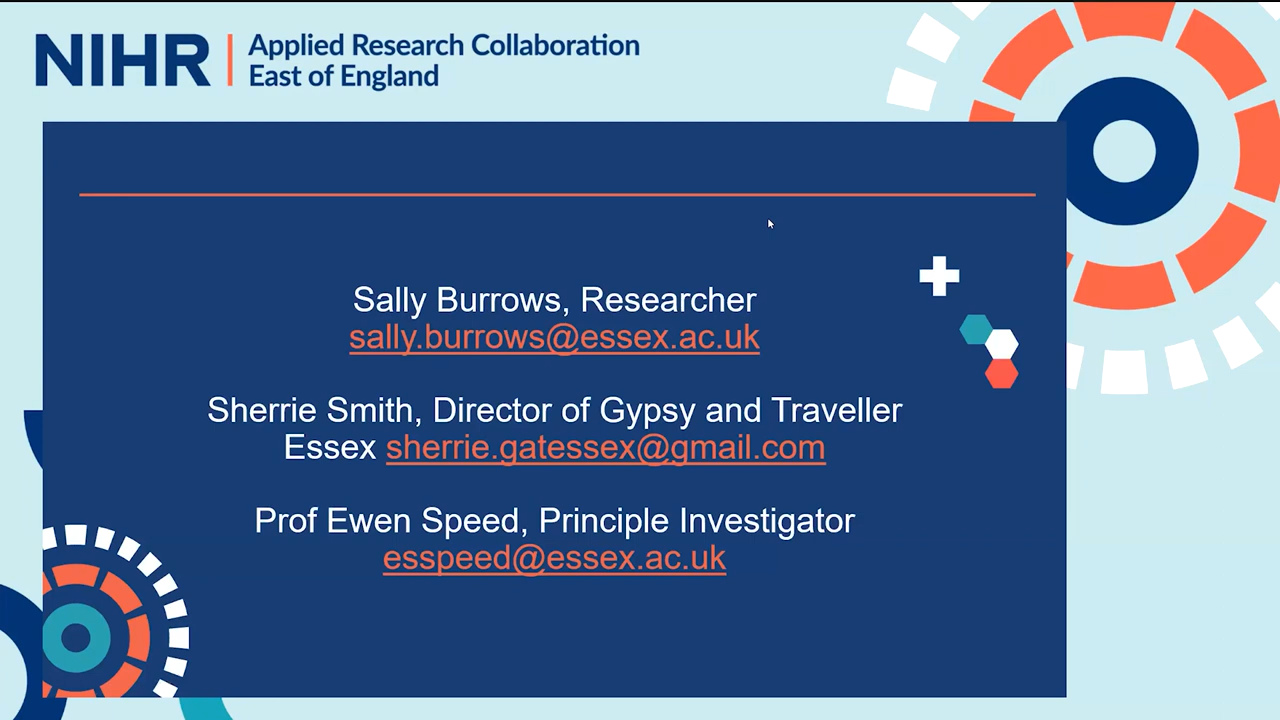 NIHR
Applied Research Collaboration
East of England
Sally Burrows, Researcher
sally.burrows@essex.ac.uk
Sherrie Smith, Director of Gypsy and Traveller
Essex sherrie.gatessex@gmail.com
Prof Ewen Speed, Principle Investigator
esspeed@essex.ac.uk